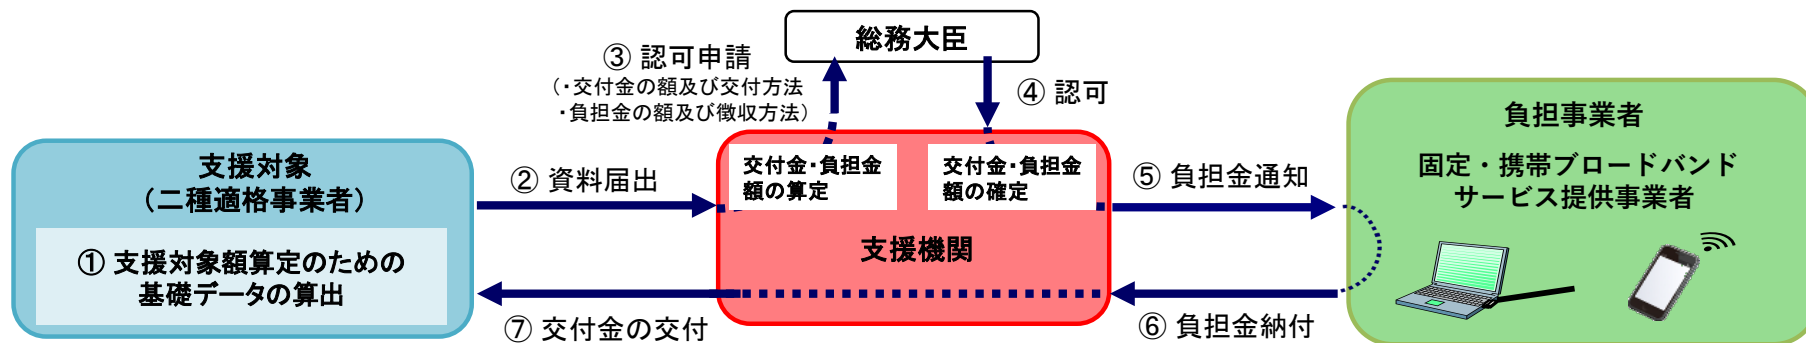 総務大臣
③ 認可申請
（・交付金の額及び交付方法
・負担金の額及び徴収方法）
④ 認可
支援対象
（二種適格事業者）
① 支援対象額算定のための
基礎データの算出
② 資料届出
交付金・負担金
額の算定
交付金・負担金
額の確定
支援機関
⑤ 負担金通知
負担事業者
固定・携帯ブロードバンド
サービス提供事業者
⑥ 負担金納付
⑦ 交付金の交付